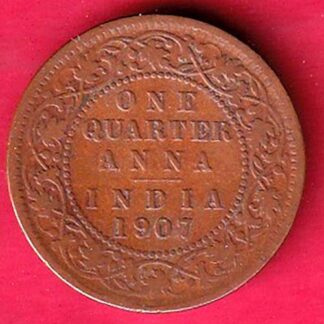 ONE
QUARTER
ANNA
INDIA
1907